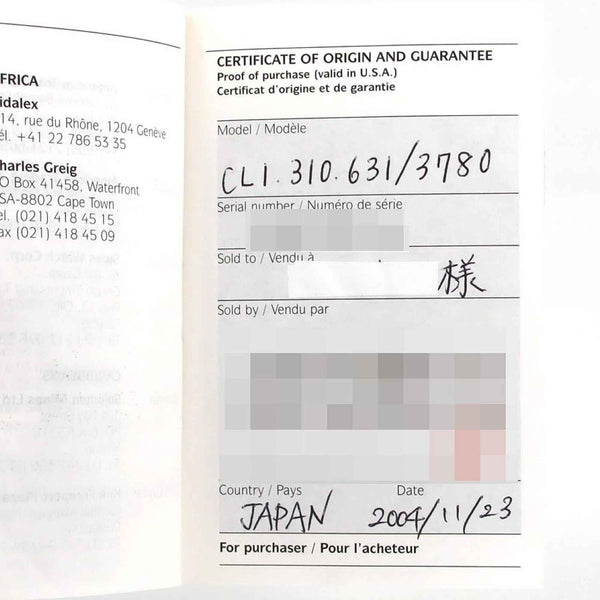 FRICA
idalex
14, rue du Rhône, 1204 Genève
él. +41 22 786 53 35
harles Greig
O Box 41458, Waterfront
SA-8802 Cape Town
el. (021) 418 45 15
ax (021) 418 45 09
CERTIFICATE OF ORIGIN AND GUARANTEE
Proof of purchase (valid in U.S.A.)
Certificat d'origine et de garantie
Model / Modèle
CL1.310.631/3780
Serial number / Numéro de série
Sold to / Vendu à
様
Sold by / Vendu par
Country / Pays Date
JAPAN 2004/11/23
For purchaser / Pour l'acheteur